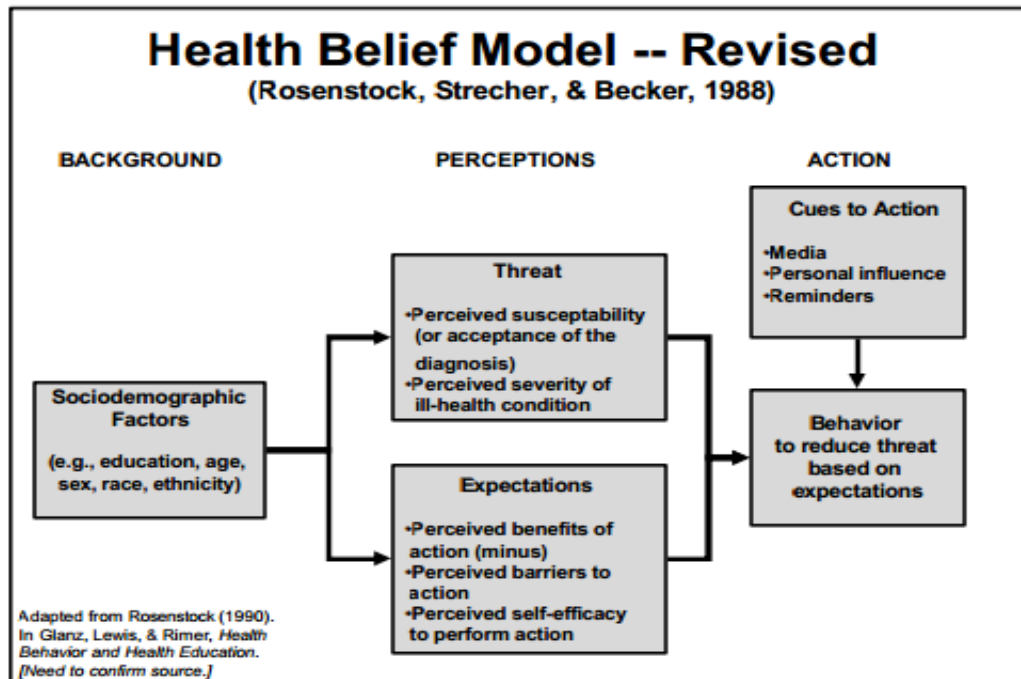 Health Belief Model -- Revised
(Rosenstock, Strecher, & Becker, 1988)
BACKGROUND
PERCEPTIONS
ACTION
Sociodemographic
Factors
(e.g., education, age,
sex, race, ethnicity)
Threat
•Perceived susceptability
(or acceptance of the
diagnosis)
•Perceived severity of
ill-health condition
Expectations
•Perceived benefits of
action (minus)
•Perceived barriers to
action
•Perceived self-efficacy
to perform action
Cues to Action
•Media
•Personal influence
•Reminders
Behavior
to reduce threat
based on
expectations
Adapted from Rosenstock (1990).
In Glanz, Lewis, & Rimer, Health
Behavior and Health Education.
[Need to confirm source.]